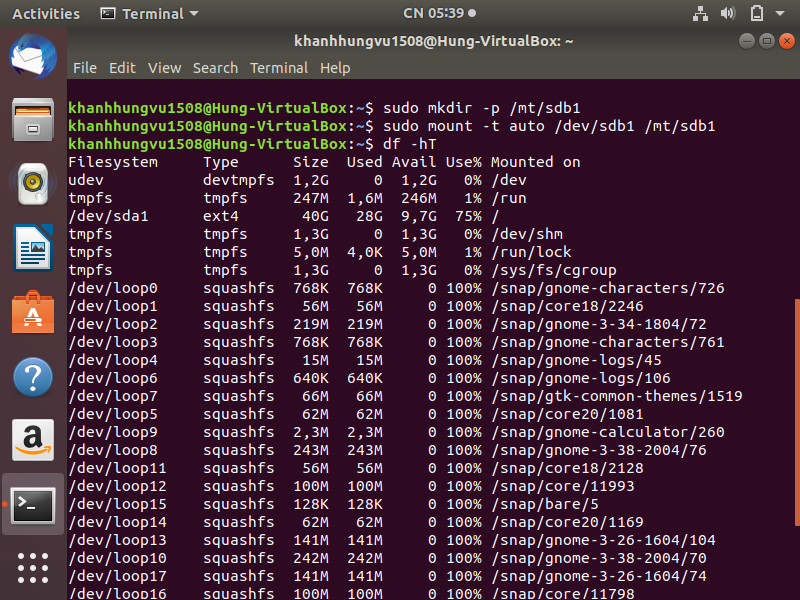 Activities Terminal CN 05:39
khanhhungvu1508@Hung-VirtualBox: ~
File Edit View Search Terminal Help
khanhhungvu1508@Hung-VirtualBox:~$ sudo mkdir -p /mt/sdb1
khanhhungvu1508@Hung-VirtualBox:~$ sudo mount -t auto /dev/sdb1 /mt/sdb1
khanhhungvu1508@Hung-VirtualBox:~$ df -hT
Filesystem Type Size Used Avail Use% Mounted on
udev devtmpfs 1,2G 0 1,2G 0% /dev
tmpfs tmpfs 247M 1,6M 246M 1% /run
/dev/sda1 ext4 40G 28G 9,7G 75% /
tmpfs tmpfs 1,3G 0 1,3G 0% /dev/shm
tmpfs tmpfs 5,0M 4,0K 5,0M 1% /run/lock
tmpfs tmpfs 1,3G 0 1,3G 0% /sys/fs/cgroup
/dev/loop0 squashfs 768K 768K 0 100% /snap/gnome-characters/726
/dev/loop1 squashfs 56M 56M 0 100% /snap/core18/2246
/dev/loop2 squashfs 219M 219M 0 100% /snap/gnome-3-34-1804/72
/dev/loop3 squashfs 768K 768K 0 100% /snap/gnome-characters/761
/dev/loop4 squashfs 15M 15M 0 100% /snap/gnome-logs/45
/dev/loop6 squashfs 640K 640K 0 100% /snap/gnome-logs/106
/dev/loop7 squashfs 66M 66M 0 100% /snap/gtk-common-themes/1519
/dev/loop5 squashfs 62M 62M 0 100% /snap/core20/1081
/dev/loop9 squashfs 2,3M 2,3M 0 100% /snap/gnome-calculator/260
/dev/loop8 squashfs 243M 243M 0 100% /snap/gnome-3-38-2004/76
/dev/loop11 squashfs 56M 56M 0 100% /snap/core18/2128
/dev/loop12 squashfs 100M 100M 0 100% /snap/core/11993
/dev/loop15 squashfs 128K 128K 0 100% /snap/bare/5
/dev/loop14 squashfs 62M 62M 0 100% /snap/core20/1169
/dev/loop13 squashfs 141M 141M 0 100% /snap/gnome-3-26-1604/104
/dev/loop10 squashfs 242M 242M 0 100% /snap/gnome-3-38-2004/70
/dev/loop17 squashfs 141M 141M 0 100% /snap/gnome-3-26-1604/74
/dev/loop16 squashfs 100M 100M 0 100% /snap/core/11798